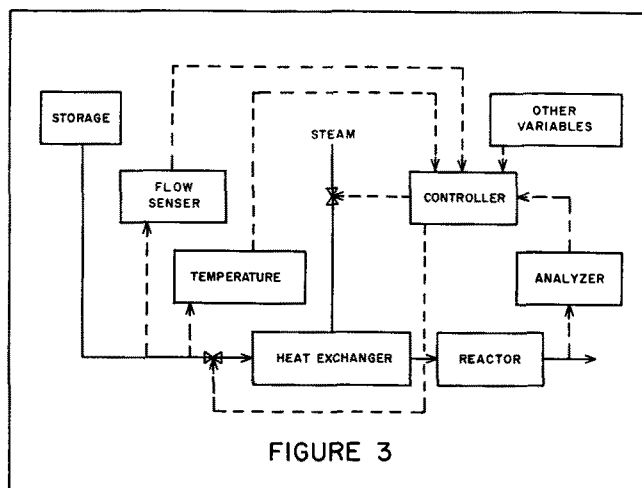 STORAGE
OTHER
VARIABLES
STEAM
FLOW
SENSER
CONTROLLER
TEMPERATURE
ANALYZER
HEAT EXCHANGER
REACTOR
FIGURE 3